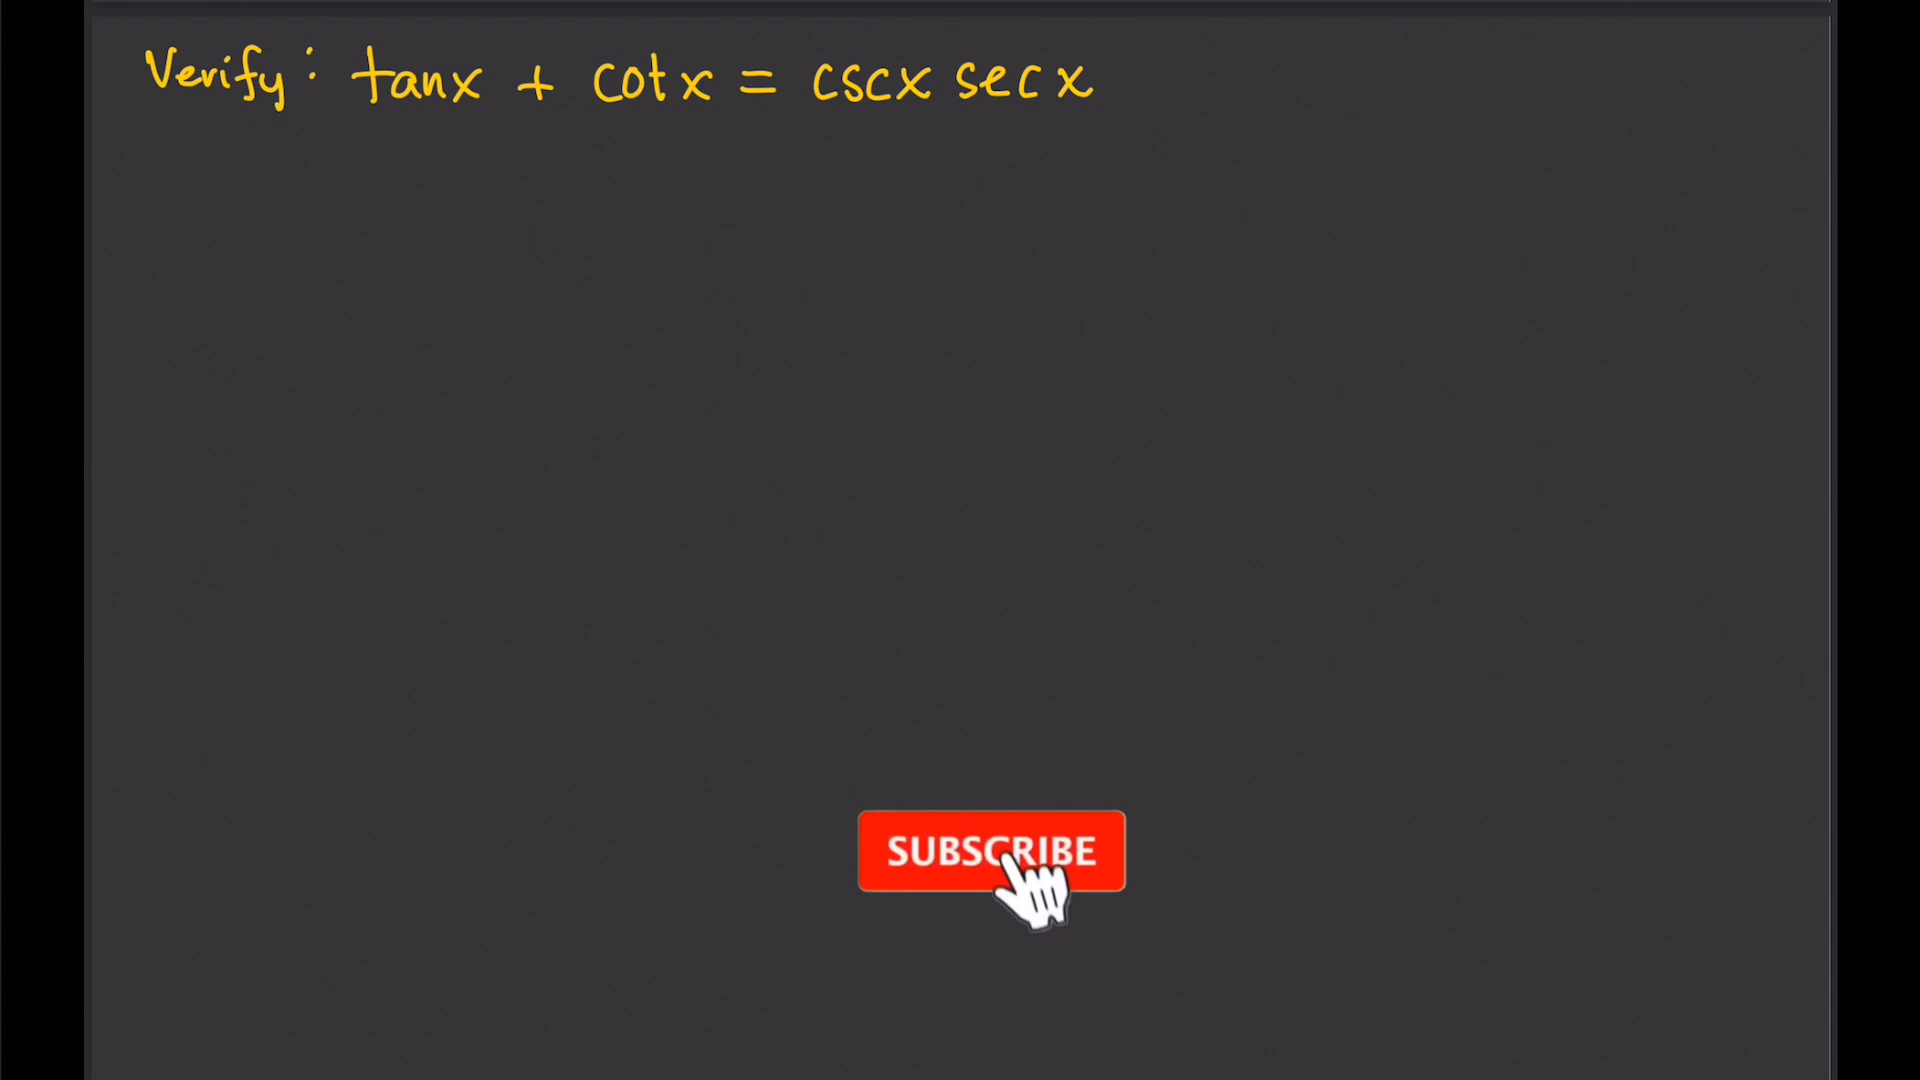 Verify: tanx + cotx = cscx secx
SUBSCRIBE